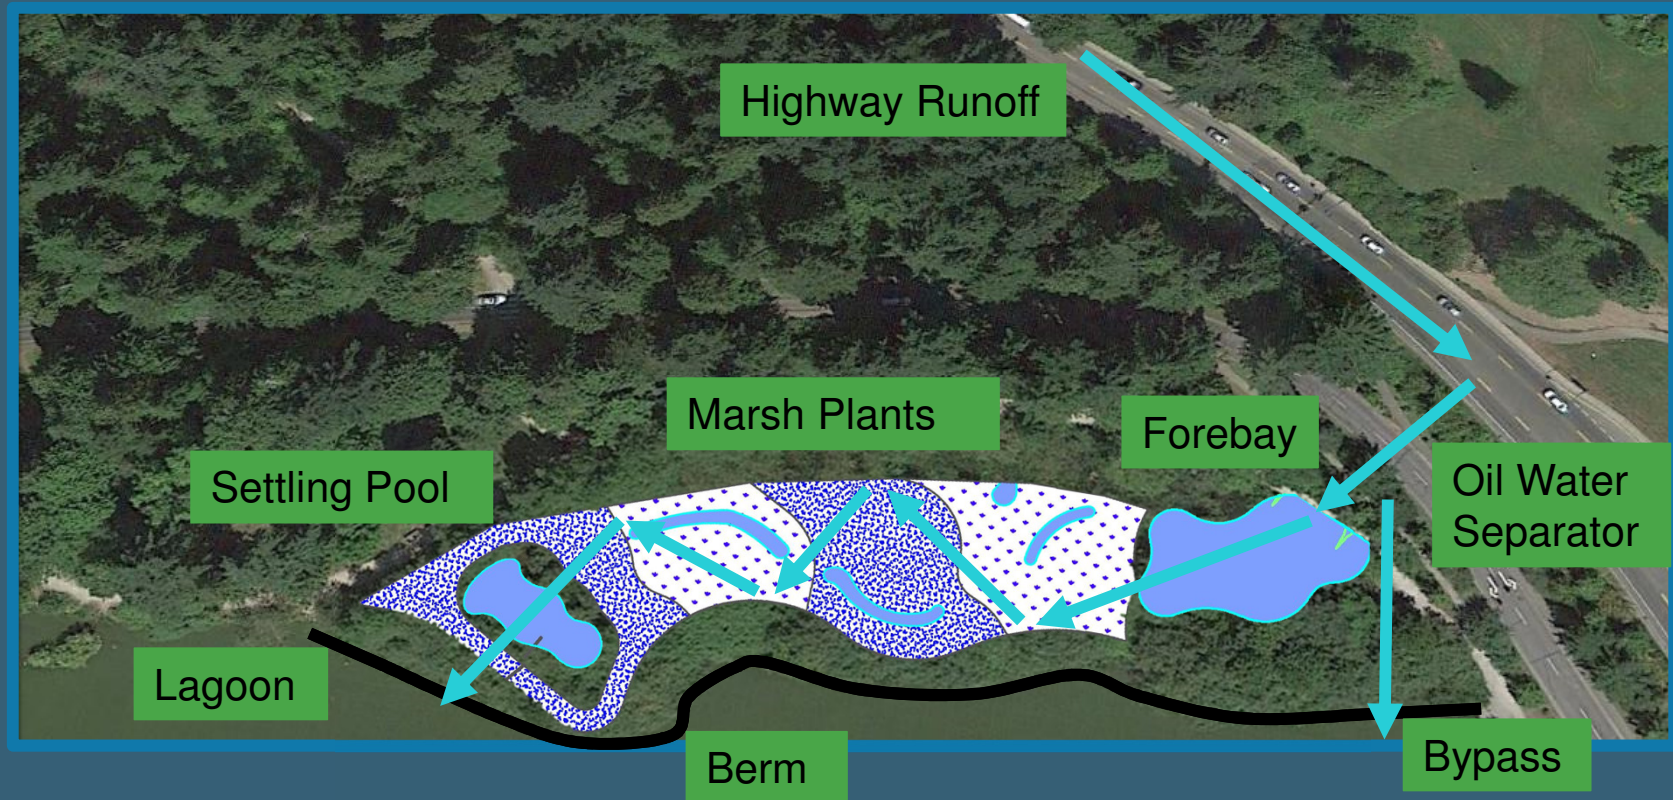 Highway Runoff
Marsh Plants
Forebay
Settling Pool
Oil Water
Separator
Lagoon
Berm
Bypass